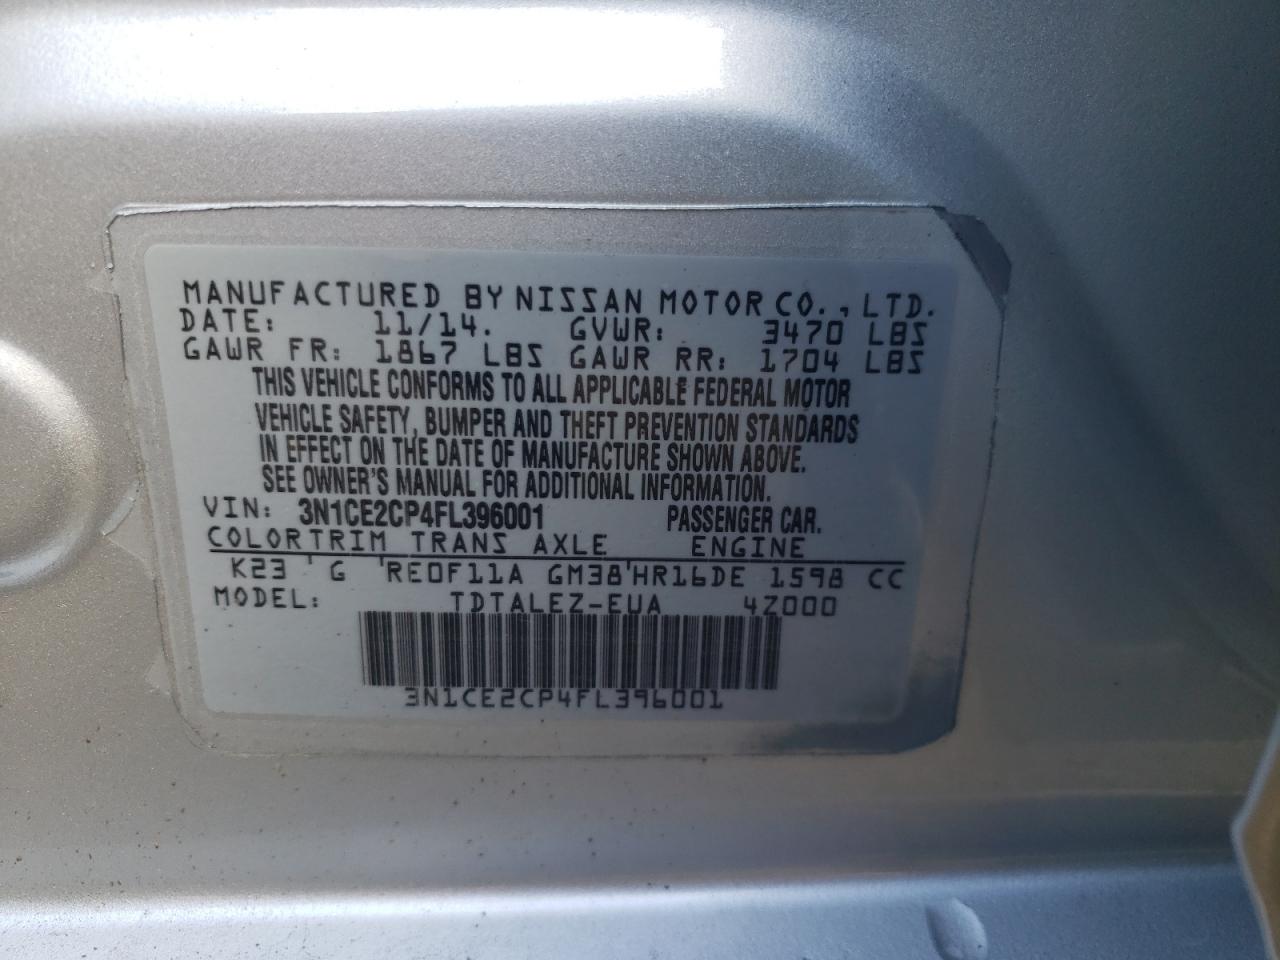 MANUFACTURED BY NISSAN MOTOR CO., LTD.
DATE: 11/14. GVWR: 3470 LBS
GAWR FR: 1867 LBS GAWR RR: 1704 LBS
THIS VEHICLE CONFORMS TO ALL APPLICABLE FEDERAL MOTOR
VEHICLE SAFETY, BUMPER AND THEFT PREVENTION STANDARDS
IN EFFECT ON THE DATE OF MANUFACTURE SHOWN ABOVE.
SEE OWNER'S MANUAL FOR ADDITIONAL INFORMATION.
VIN: 3N1CE2CP4FL396001 PASSENGER CAR.
COLOR TRIM TRANS AXLE ENGINE
K23 ' G 'RE0F11A GM38'HR16DE 1598 CC
MODEL: TDTALEZ-EUA 4Z000
3N1CE2CP4FL396001